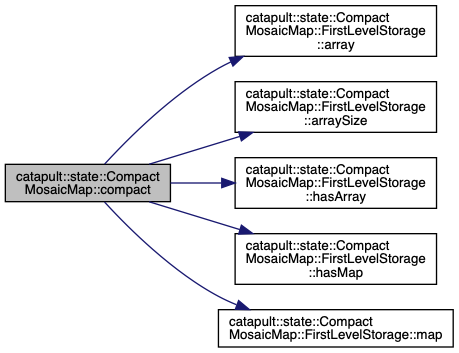 catapult::state::Compact
MosaicMap::FirstLevelStorage
::array
catapult::state::Compact
MosaicMap::FirstLevelStorage
::arraySize
catapult::state::Compact
MosaicMap::compact
catapult::state::Compact
MosaicMap::FirstLevelStorage
::hasArray
catapult::state::Compact
MosaicMap::FirstLevelStorage
::hasMap
catapult::state::Compact
MosaicMap::FirstLevelStorage::map